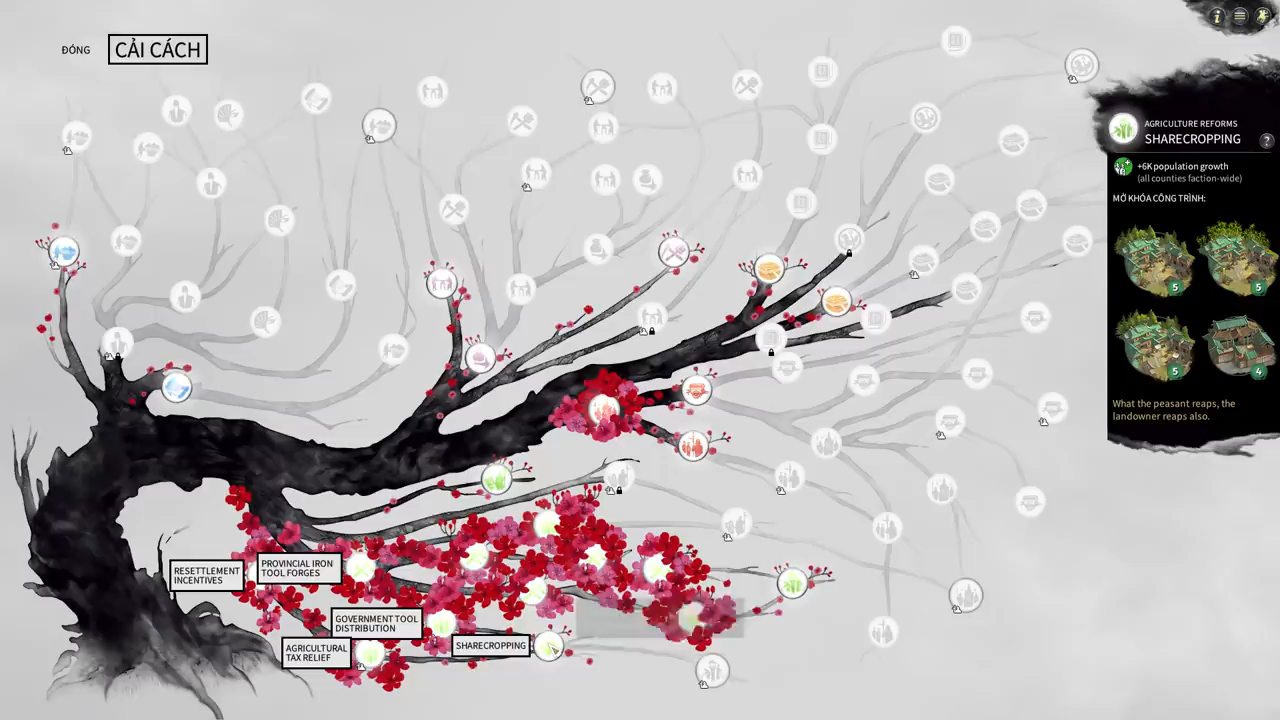 ĐÓNG
CẢI CÁCH
AGRICULTURE REFORMS
SHARECROPPING
?
+6K population growth
(all counties faction-wide)
MỞ KHÓA CÔNG TRÌNH:
5
5
5
4
What the peasant reaps, the
landowner reaps also.
RESETTLEMENT
INCENTIVES
PROVINCIAL IRON
TOOL FORGES
GOVERNMENT TOOL
DISTRIBUTION
AGRICULTURAL
TAX RELIEF
SHARECROPPING